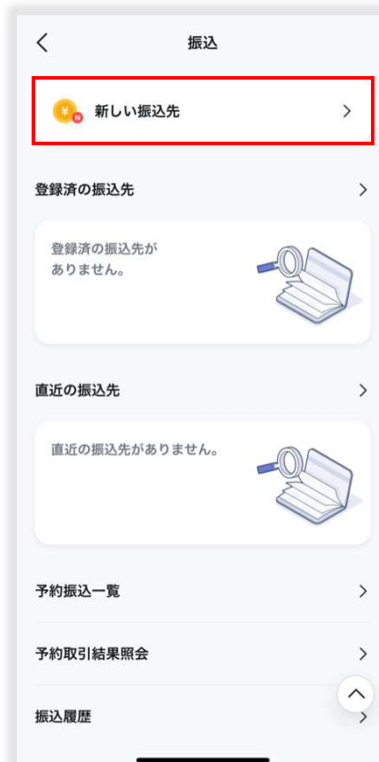 振込
新しい振込先
登録済の振込先
登録済の振込先が
ありません。
直近の振込先
直近の振込先がありません。
予約振込一覧
予約取引結果照会
振込履歴